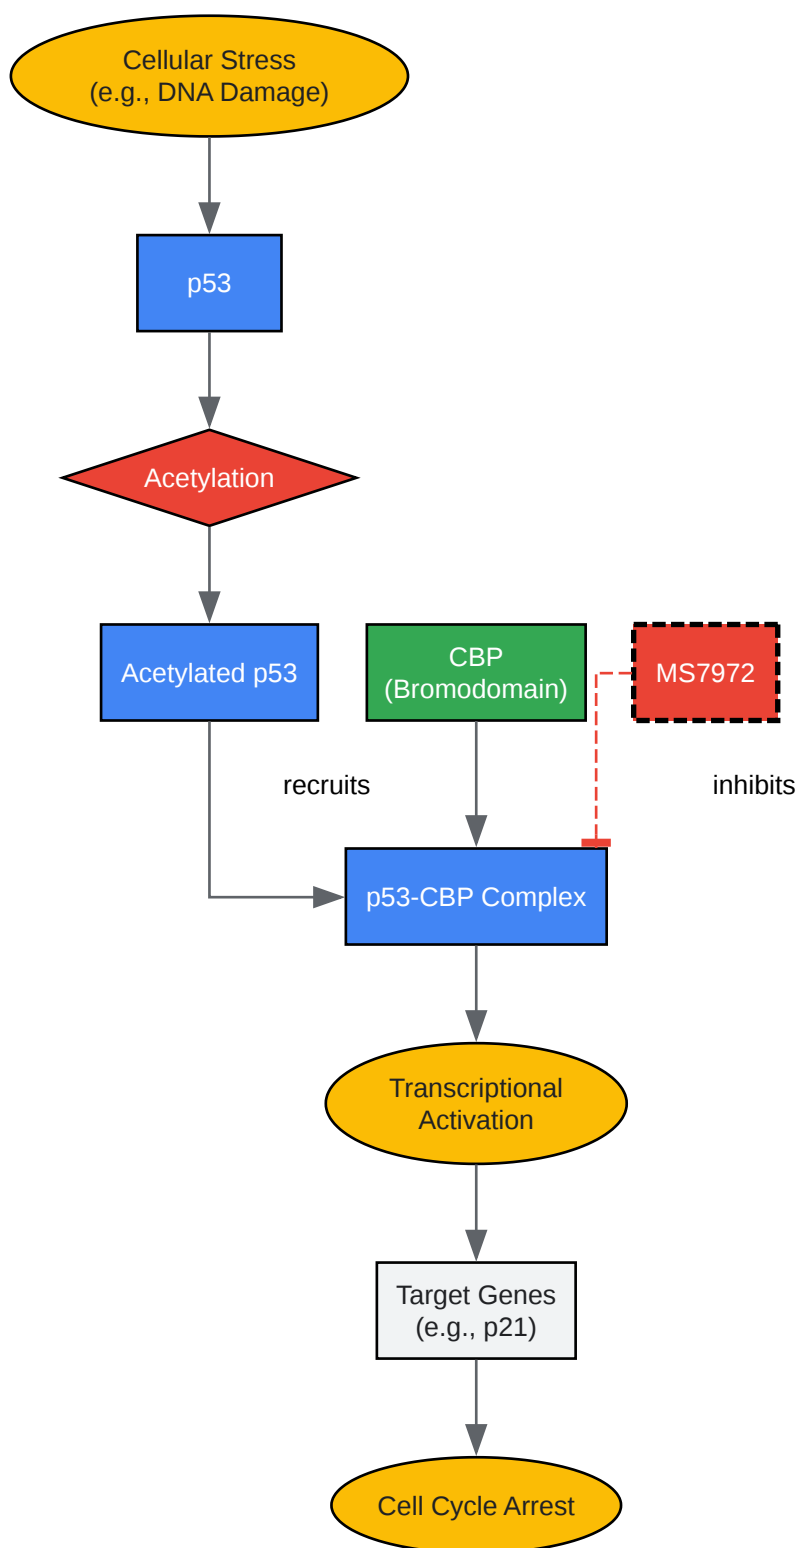 Cellular Stress
(e.g., DNA Damage)
p53
Acetylation
Acetylated p53
CBP
(Bromodomain)
MS7972
recruits
inhibits
p53-CBP Complex
Transcriptional
Activation
Target Genes
(e.g., p21)
Cell Cycle Arrest